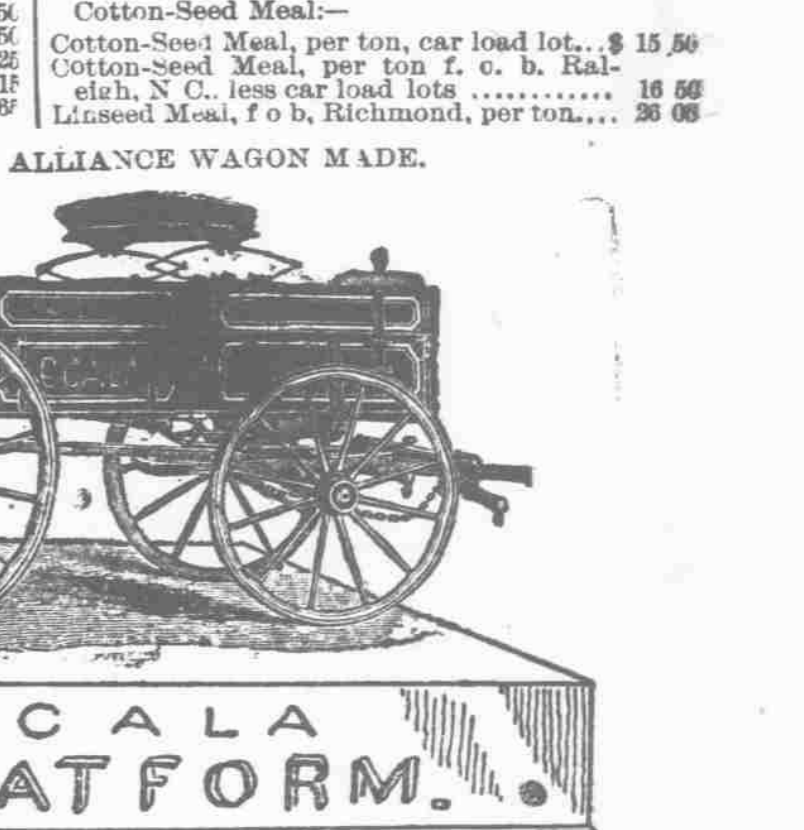 Cotton-Seed Meal:—
Cotton-Seed Meal, per ton, car load lot...$ 15 50
Cotton-Seed Meal, per ton f. o. b. Ral-
eigh, N C.. less car load lots ............ 16 50
Linseed Meal, f o b, Richmond, per ton.... 26 00
ALLIANCE WAGON MADE.
OCALA
CALA
ATFORM.